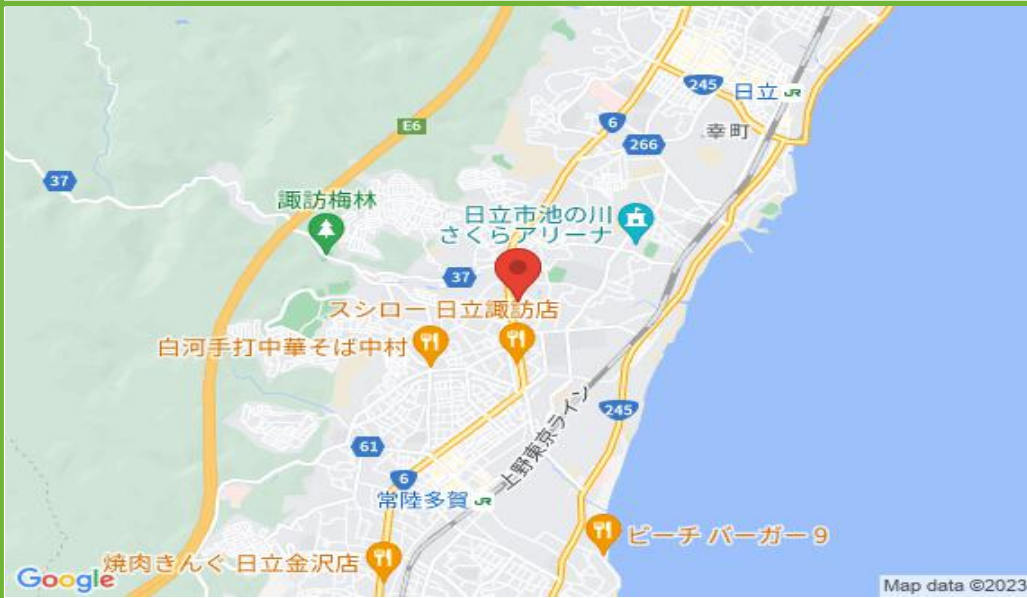 245
日立
JR
幸町
6
266
E6
37
諏訪梅林
日立市池の川
さくらアリーナ
37
スシロー 日立諏訪店
白河手打中華そば中村
上野東京ライン
245
61
6
常陸多賀
JR
ビーチ バーガー 9
焼肉きんぐ 日立金沢店
Google
Map data ©2023